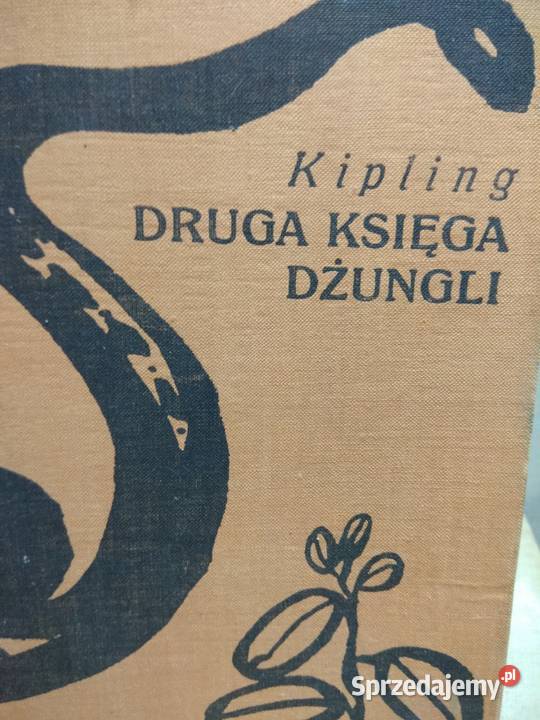 Kipling
DRUGA KSIĘGA
DŻUNGLI
Sprzedajemy.pl